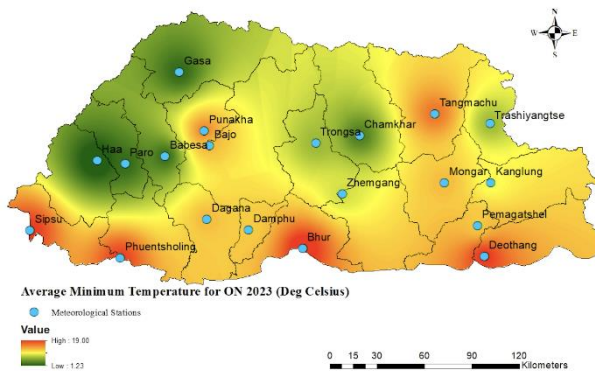 N
W E
S
Gasa
Punakha
Bajo
Haa
Paro
Babesa
Trongsa
Chamkhar
Tangmachu
Trashiyangtse
Zhemgang
Mongar
Kanglung
Sipsu
Dagana
Damphu
Pemagatshel
Phuentsholing
Bhur
Deothang
Average Minimum Temperature for ON 2023 (Deg Celsius)
Meteorological Stations
Value
High : 19.00
Low : 1.23
0 15 30 60 90 120
Kilometers